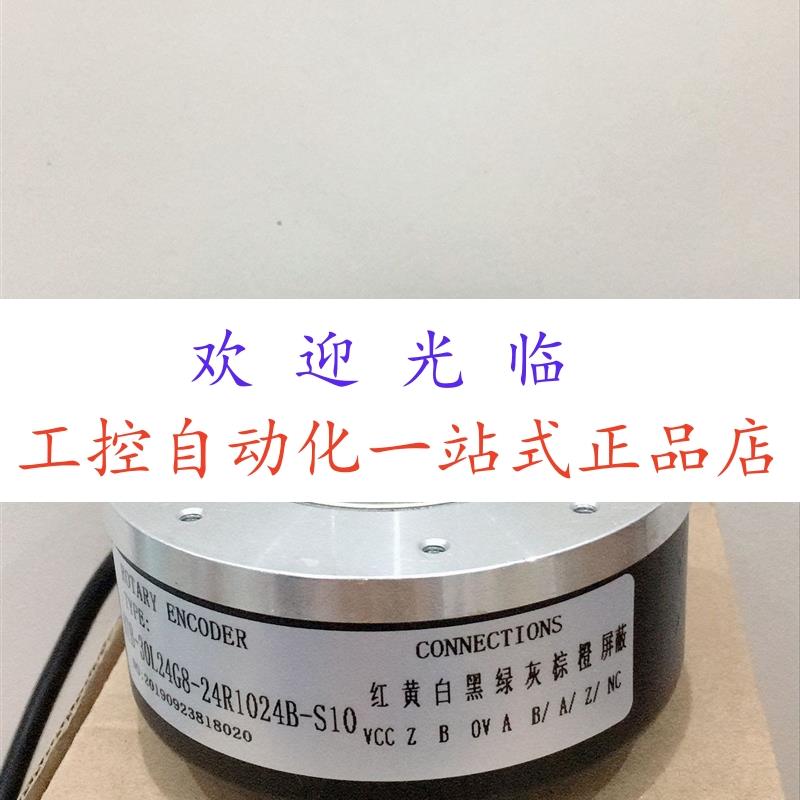 欢迎光临
工控自动化一站式正品店
ROTARY ENCODER
TYPE:
-30L24G8-24R1024B-S10
NO.20190923818020
CONNECTIONS
红 黄 白 黑 绿 灰 棕 橙 屏蔽
VCC Z B 0V A B/ A/ Z/ NC